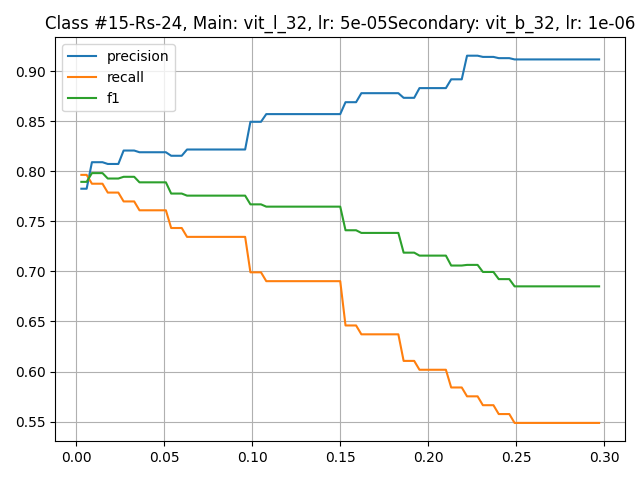 Class #15-Rs-24, Main: vit_l_32, lr: 5e-05Secondary: vit_b_32, lr: 1e-06
precision
recall
f1
0.90
0.85
0.80
0.75
0.70
0.65
0.60
0.55
0.00 0.05 0.10 0.15 0.20 0.25 0.30